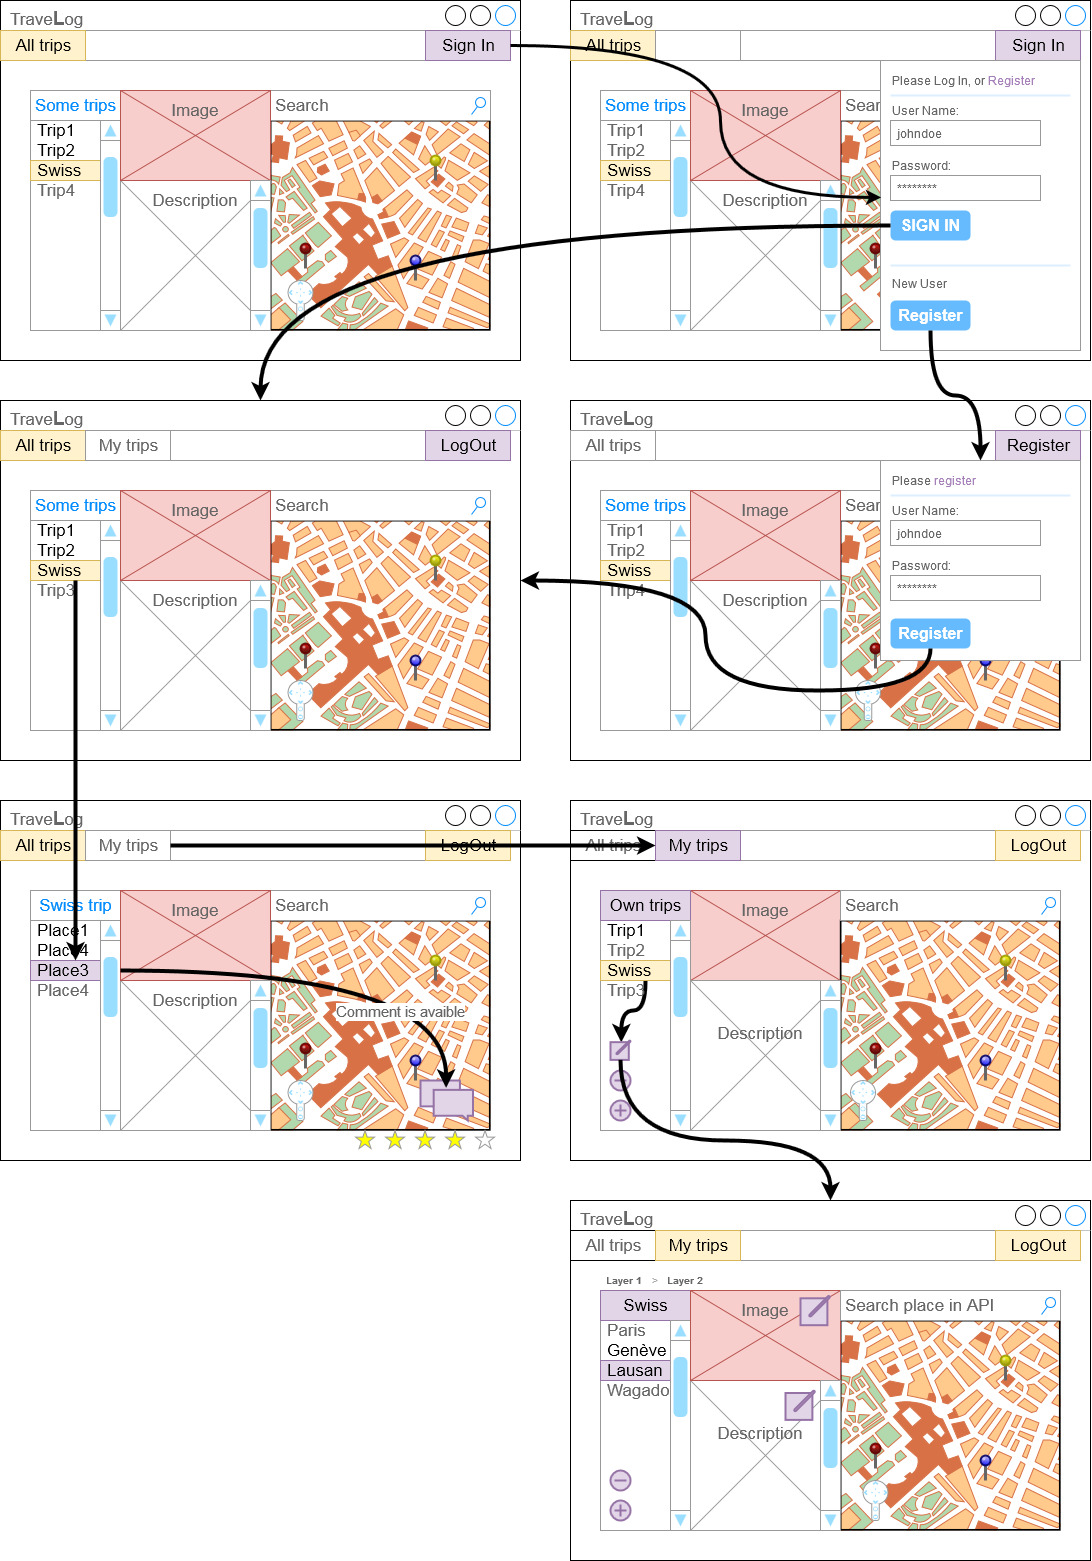 TraveLog
All trips
Sign In
Some trips
Image
Search
Trip1
Trip2
Swiss
Trip4
Description
TraveLog
All trips
Sign In
Please Log In, or Register
User Name:
johndoe
Password:
********
SIGN IN
New User
Register
Some trips
Image
Sear
Trip1
Trip2
Swiss
Trip4
Description
TraveLog
All trips
My trips
LogOut
Some trips
Image
Search
Trip1
Trip2
Swiss
Trip3
Description
TraveLog
All trips
Register
Please register
User Name:
johndoe
Password:
********
Register
Some trips
Image
Sear
Trip1
Trip2
Swiss
Trip4
Description
TraveLog
All trips
My trips
LogOut
Swiss trip
Image
Search
Place1
Place4
Place3
Place4
Description
Comment is avaible
TraveLog
All trips
My trips
LogOut
Own trips
Image
Search
Trip1
Trip2
Swiss
Trip3
Description
TraveLog
All trips
My trips
LogOut
Layer 1 > Layer 2
Swiss
Image
Search place in API
Paris
Genève
Lausan
Wagado
Description